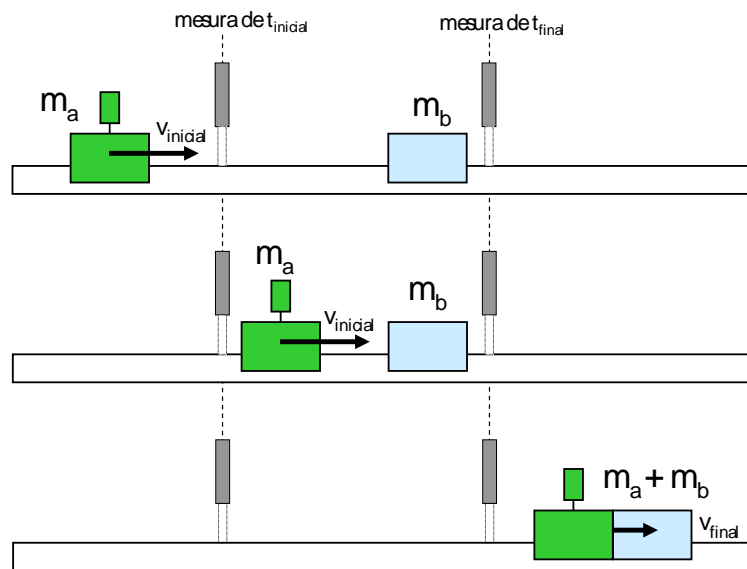 mesura de t_inicial
mesura de t_final
m_a
v_inicial
m_b
m_a
v_inicial
m_b
m_a + m_b
v_final